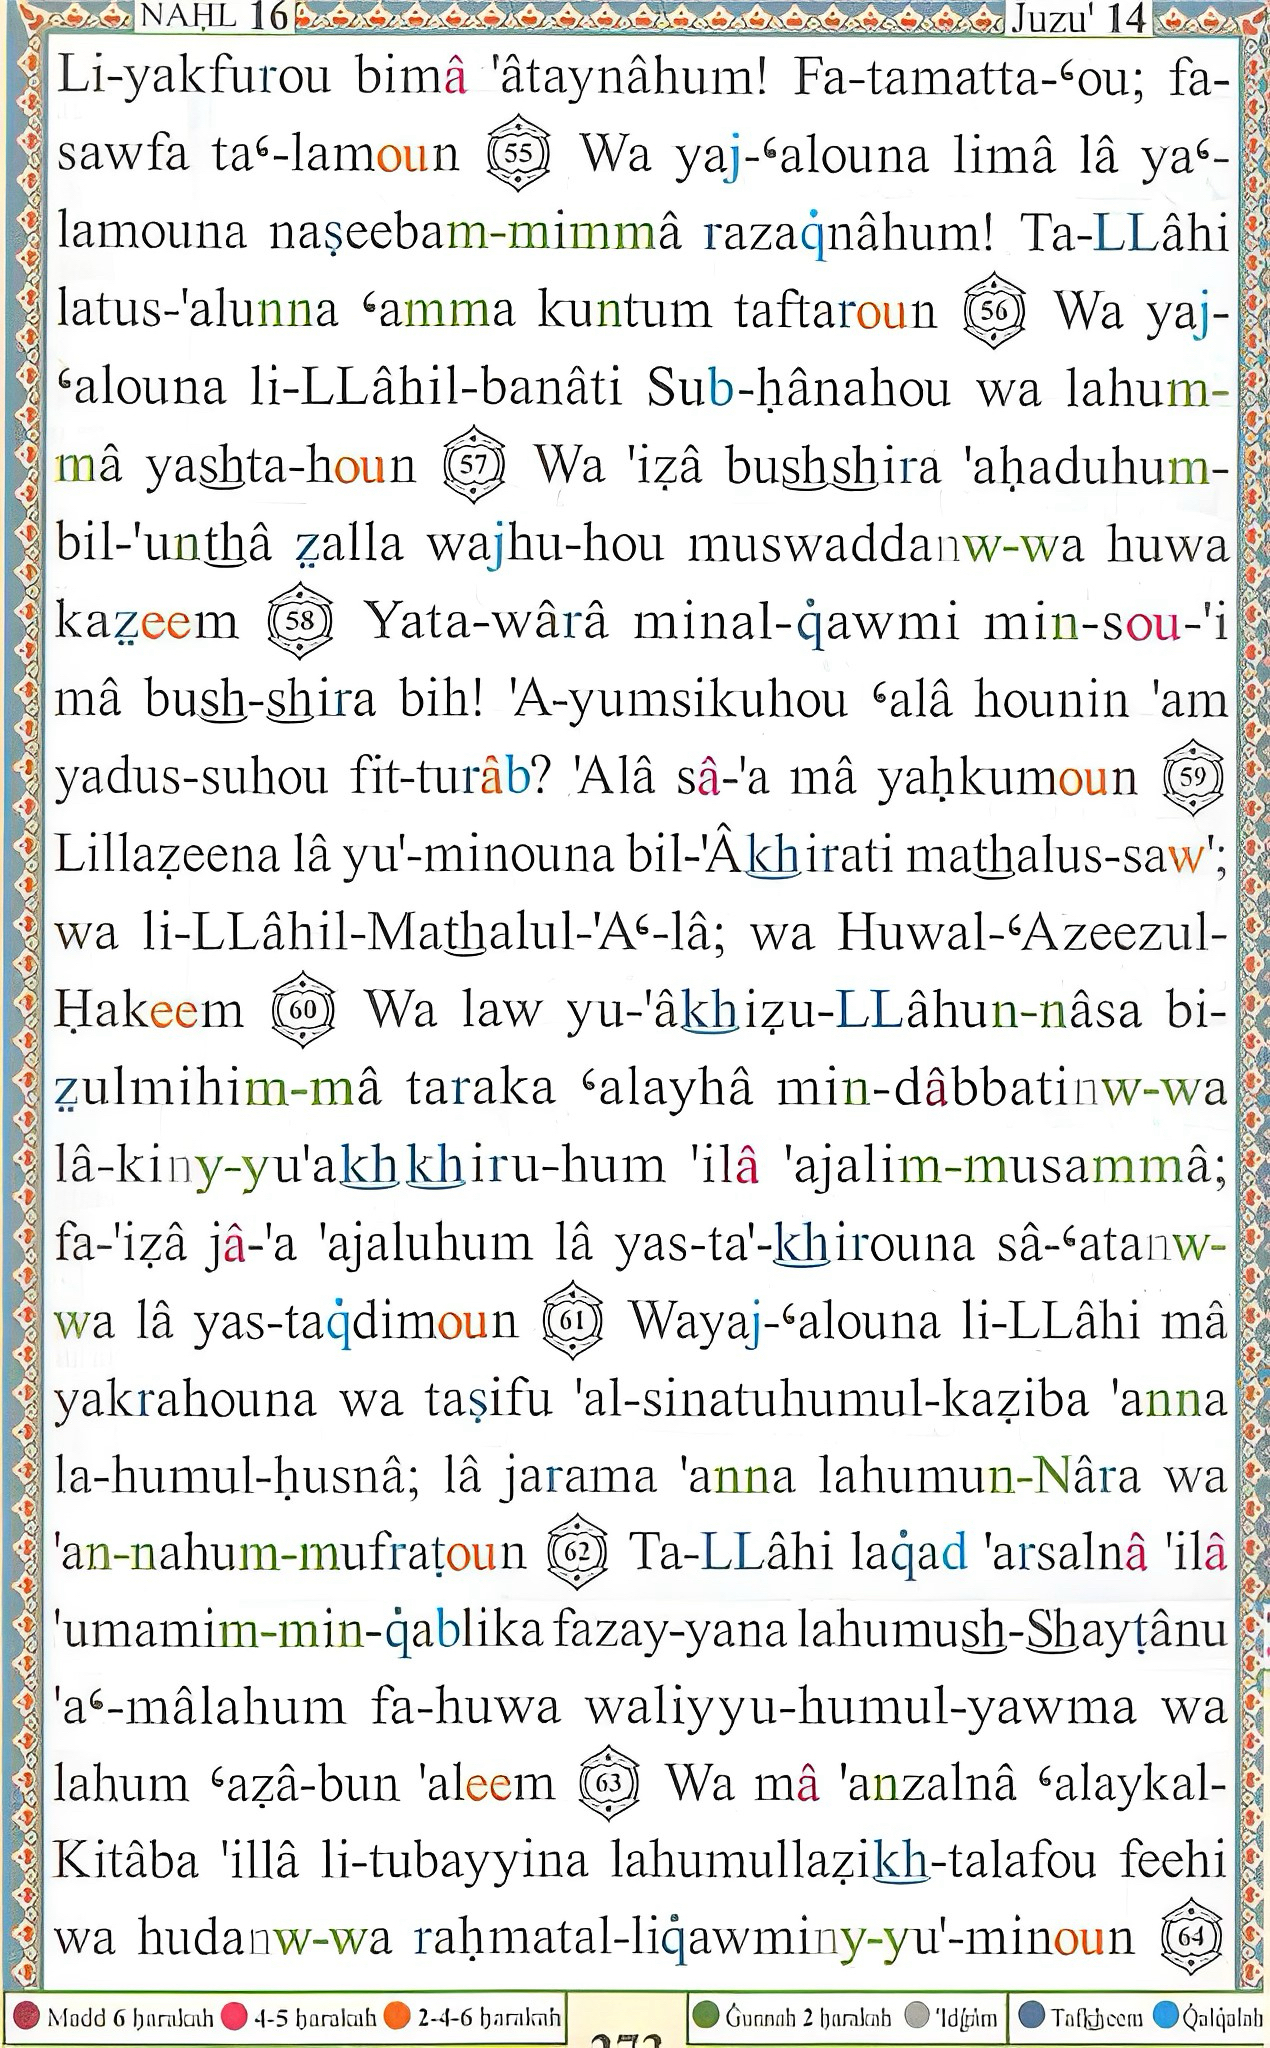 NAḤL 16 Juzu' 14
Li-yakfurou bimâ 'âtaynâhum! Fa-tamatta-ʿou; fa-
sawfa taʿ-lamoun 55 Wa yaj-ʿalouna limâ lâ yaʿ-
lamouna naṣeebam-mimmâ razaq̇nâhum! Ta-LLâhi
latus-'alunna ʿamma kuntum taftaroun 56 Wa yaj-
ʿalouna li-LLâhil-banâti Sub-ḥânahou wa lahum-
mâ yashta-houn 57 Wa 'iẓâ bushshira 'aḥaduhum-
bil-'unthâ z̤alla wajhu-hou muswaddanw-wa huwa
kaz̤eem 58 Yata-wârâ minal-q̇awmi min-sou-'i
mâ bush-shira bih! 'A-yumsikuhou ʿalâ hounin 'am
yadus-suhou fit-turâb? 'Alâ sâ-'a mâ yaḥkumoun 59
Lillaẓeena lâ yu'-minouna bil-'Âkhirati mathalus-saw';
wa li-LLâhil-Mathalul-'Aʿ-lâ; wa Huwal-ʿAzeezul-
Ḥakeem 60 Wa law yu-'âkhiẓu-LLâhun-nâsa bi-
z̤ulmihim-mâ taraka ʿalayhâ min-dâbbatinw-wa
lâ-kiny-yu'akhkhiru-hum 'ilâ 'ajalim-musammâ;
fa-'iẓâ jâ-'a 'ajaluhum lâ yas-ta'-khirouna sâ-ʿatanw-
wa lâ yas-taq̇dimoun 61 Wayaj-ʿalouna li-LLâhi mâ
yakrahouna wa taṣifu 'al-sinatuhumul-kaẓiba 'anna
la-humul-ḥusnâ; lâ jarama 'anna lahumun-Nâra wa
'an-nahum-mufraṭoun 62 Ta-LLâhi laq̇ad 'arsalnâ 'ilâ
'umamim-min-q̇ablika fazay-yana lahumush-Shayṭânu
'aʿ-mâlahum fa-huwa waliyyu-humul-yawma wa
lahum ʿaẓâ-bun 'aleem 63 Wa mâ 'anzalnâ ʿalaykal-
Kitâba 'illâ li-tubayyina lahumullaẓikh-talafou feehi
wa hudanw-wa raḥmatal-liq̇awminy-yu'-minoun 64
Madd 6 ḥarakah 4-5 ḥarakah 2-4-6 ḥarakah Ġunnah 2 ḥarakah 'Idġâm Tafkheem Q̇alq̇alah